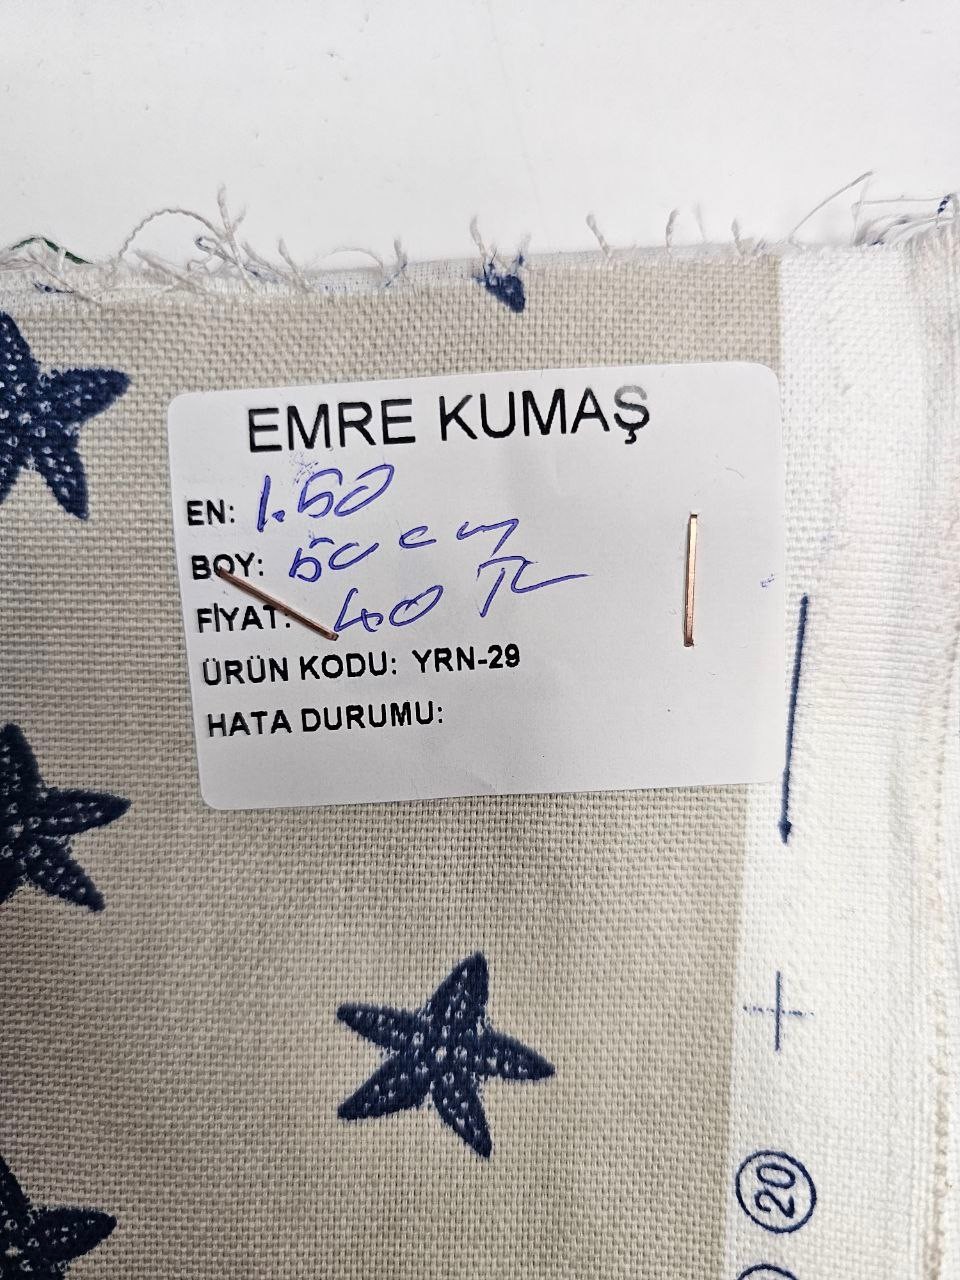 EMRE KUMAŞ
EN: 1.50
BOY: 50 cm
FİYAT: 40 TL
ÜRÜN KODU: YRN-29
HATA DURUMU:
20